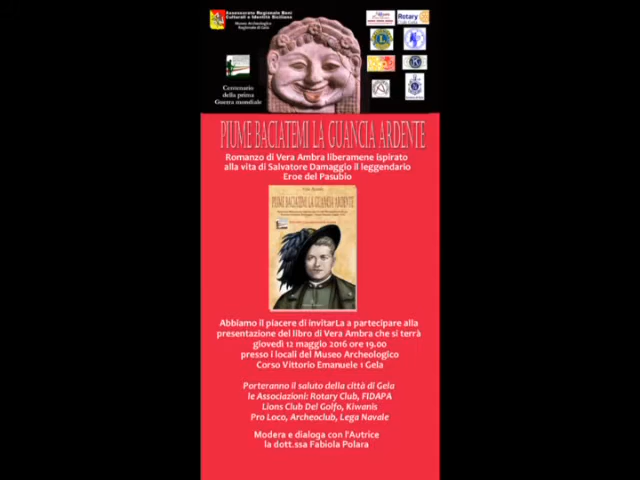 Assessorato Regionale Beni
Culturali e Identità Siciliana
Museo Archeologico
Regionale di Gela
Rotary
Centenario
della prima
Guerra mondiale
PIUME BACIATEMI LA GUANCIA ARDENTE
Romanzo di Vera Ambra liberamene ispirato
alla vita di Salvatore Damaggio il leggendario
Eroe del Pasubio
PIUME BACIATEMI LA GUANCIA ARDENTE
Abbiamo il piacere di invitarLa a partecipare alla
presentazione del libro di Vera Ambra che si terrà
giovedì 12 maggio 2016 ore 19.00
presso i locali del Museo Archeologico
Corso Vittorio Emanuele 1 Gela
Porteranno il saluto della città di Gela
le Associazioni: Rotary Club, FIDAPA
Lions Club Del Golfo, Kiwanis
Pro Loco, Archeoclub, Lega Navale
Modera e dialoga con l'Autrice
la dott.ssa Fabiola Polara